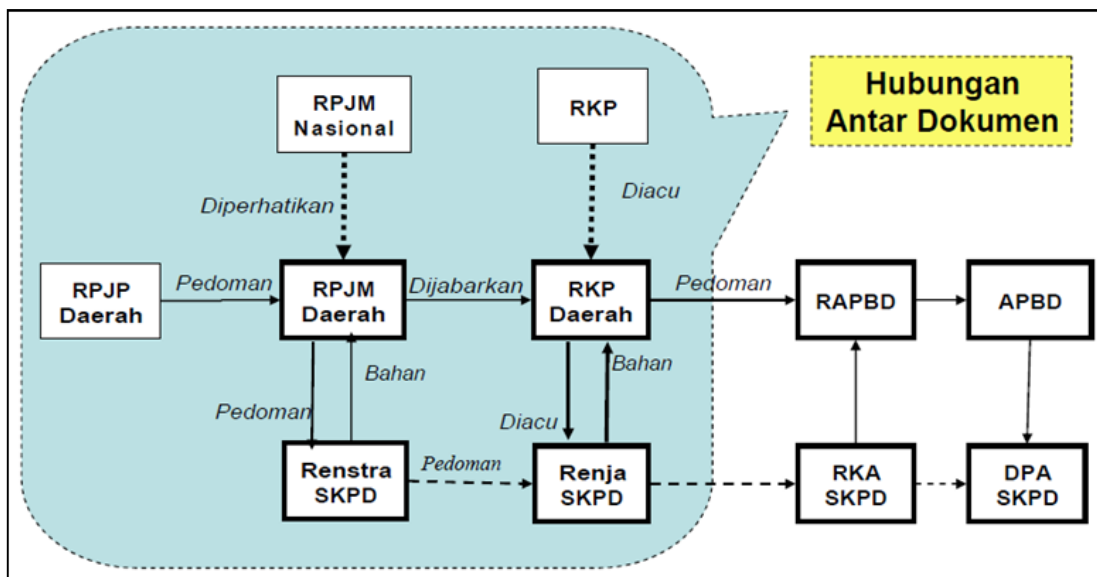 Hubungan
Antar Dokumen
RPJM
Nasional
RKP
Diperhatikan
Diacu
RPJP
Daerah
Pedoman
RPJM
Daerah
Dijabarkan
RKP
Daerah
Pedoman
RAPBD
APBD
Pedoman
Bahan
Diacu
Bahan
Renstra
SKPD
Pedoman
Renja
SKPD
RKA
SKPD
DPA
SKPD